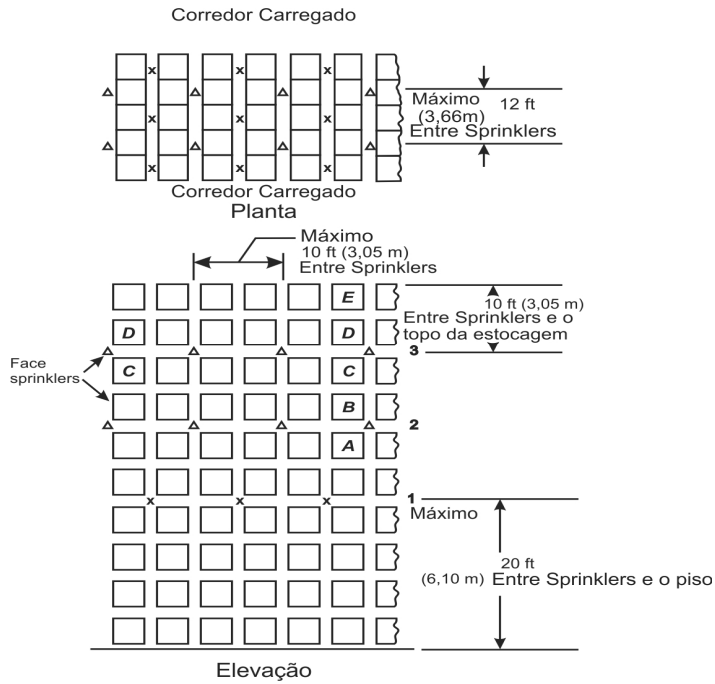 Corredor Carregado
x x x
Máximo 12 ft
(3,66m)
x x x
Entre Sprinklers
x x x
Corredor Carregado
Planta
Máximo
10 ft (3,05 m)
Entre Sprinklers
E
10 ft (3,05 m)
Entre Sprinklers e o
topo da estocagem
D D
3
Face
sprinklers
C C
B
2
A
x x x 1
Máximo
20 ft
(6,10 m) Entre Sprinklers e o piso
Elevação